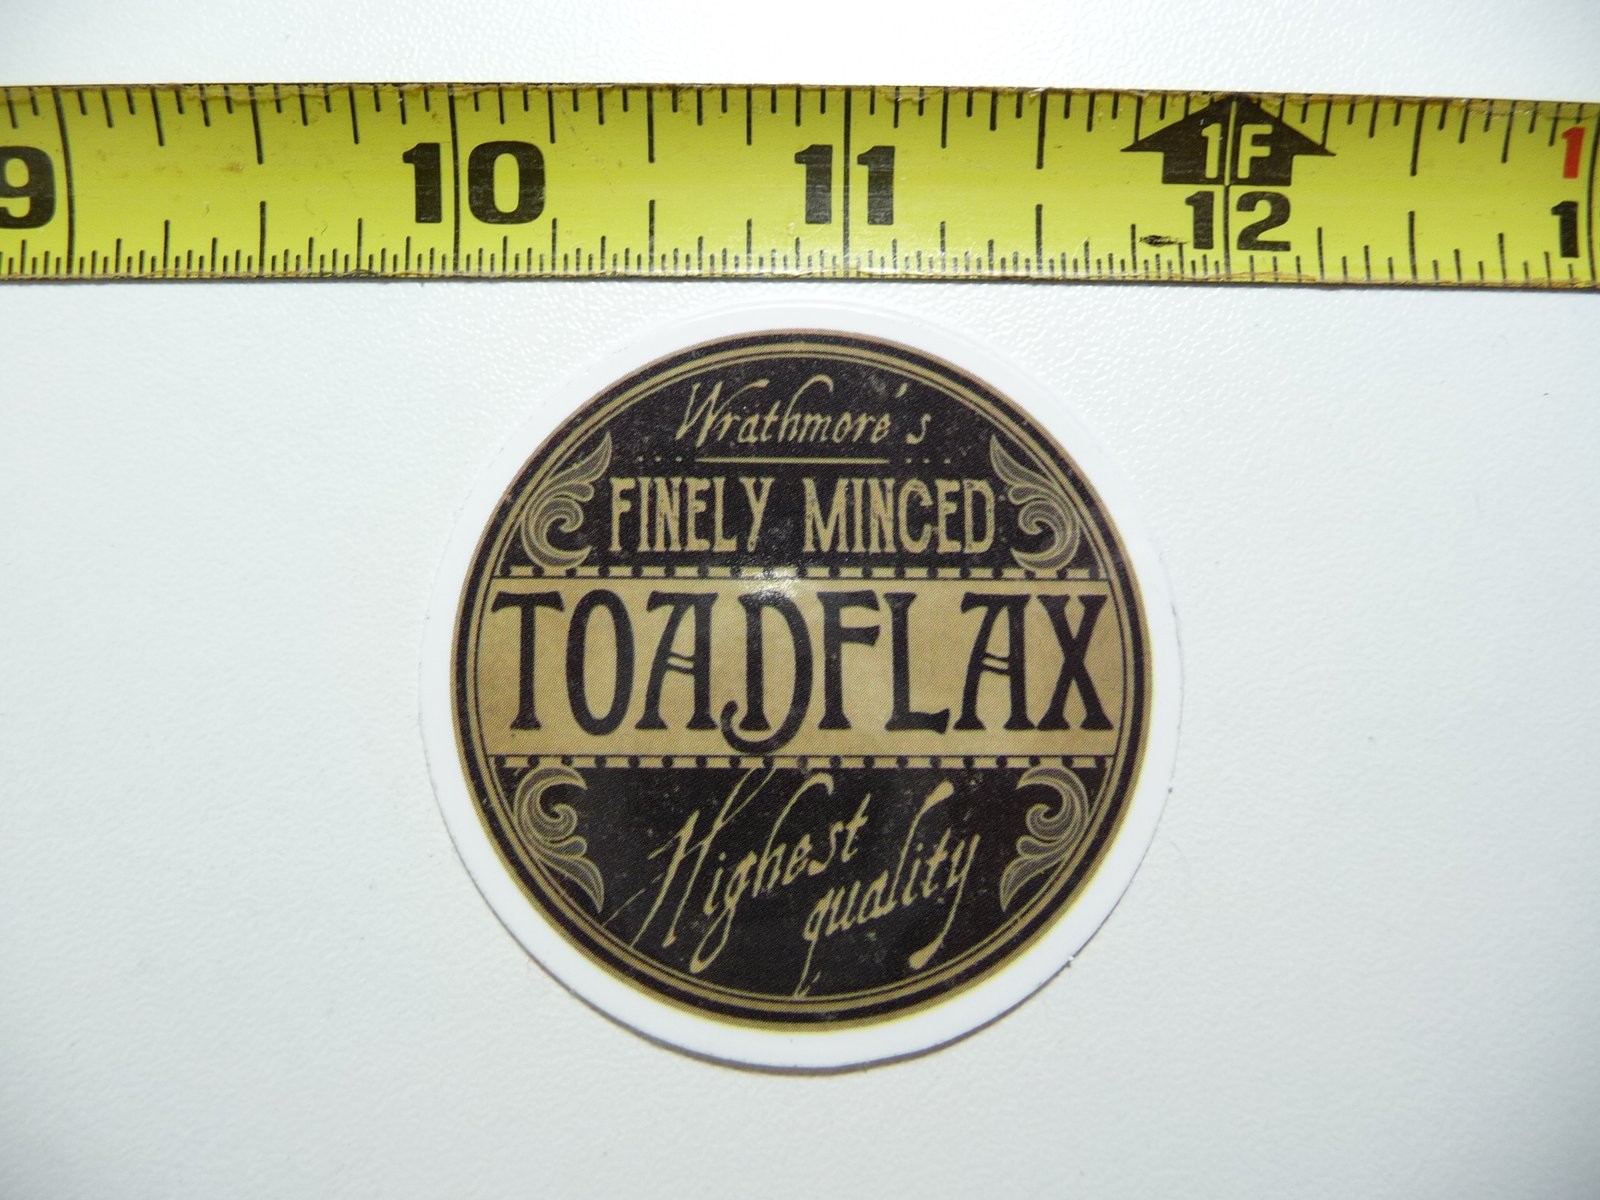 9 10 11 1F 12 1 1
Wrathmore's
FINELY MINCED
TOADFLAX
Highest
quality